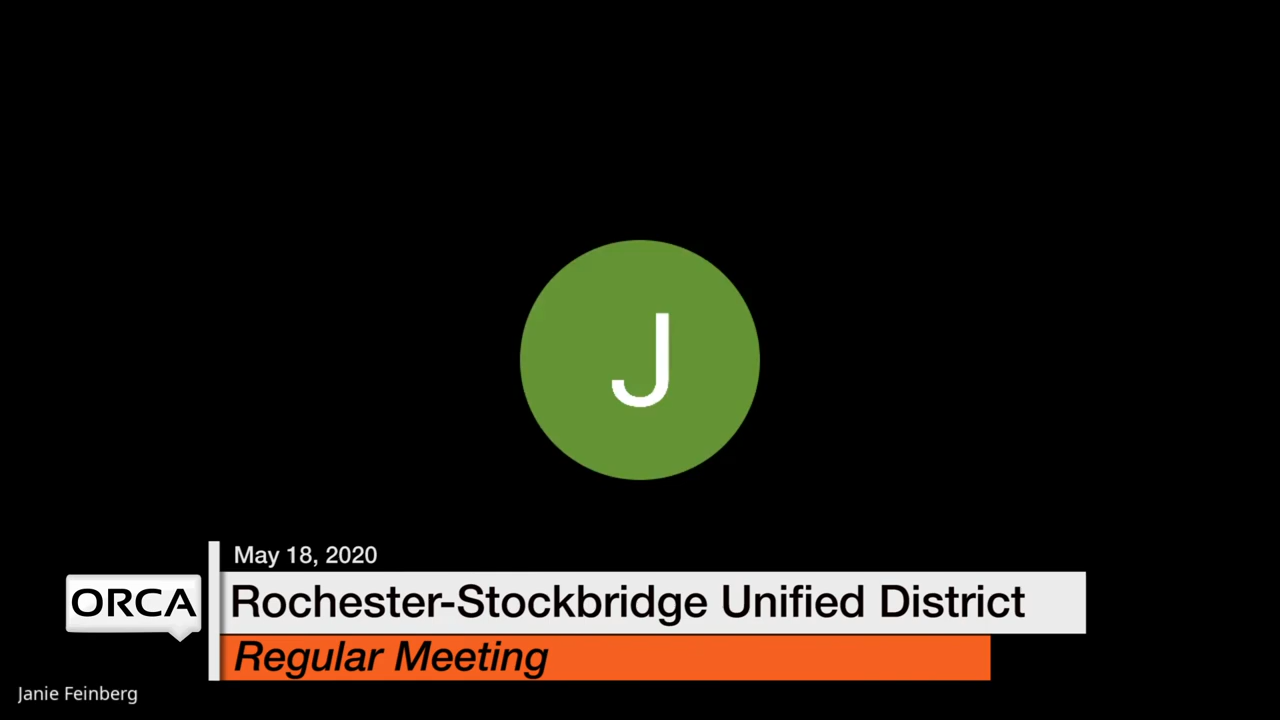 J
May 18, 2020
ORCA
Rochester-Stockbridge Unified District
Regular Meeting
Janie Feinberg